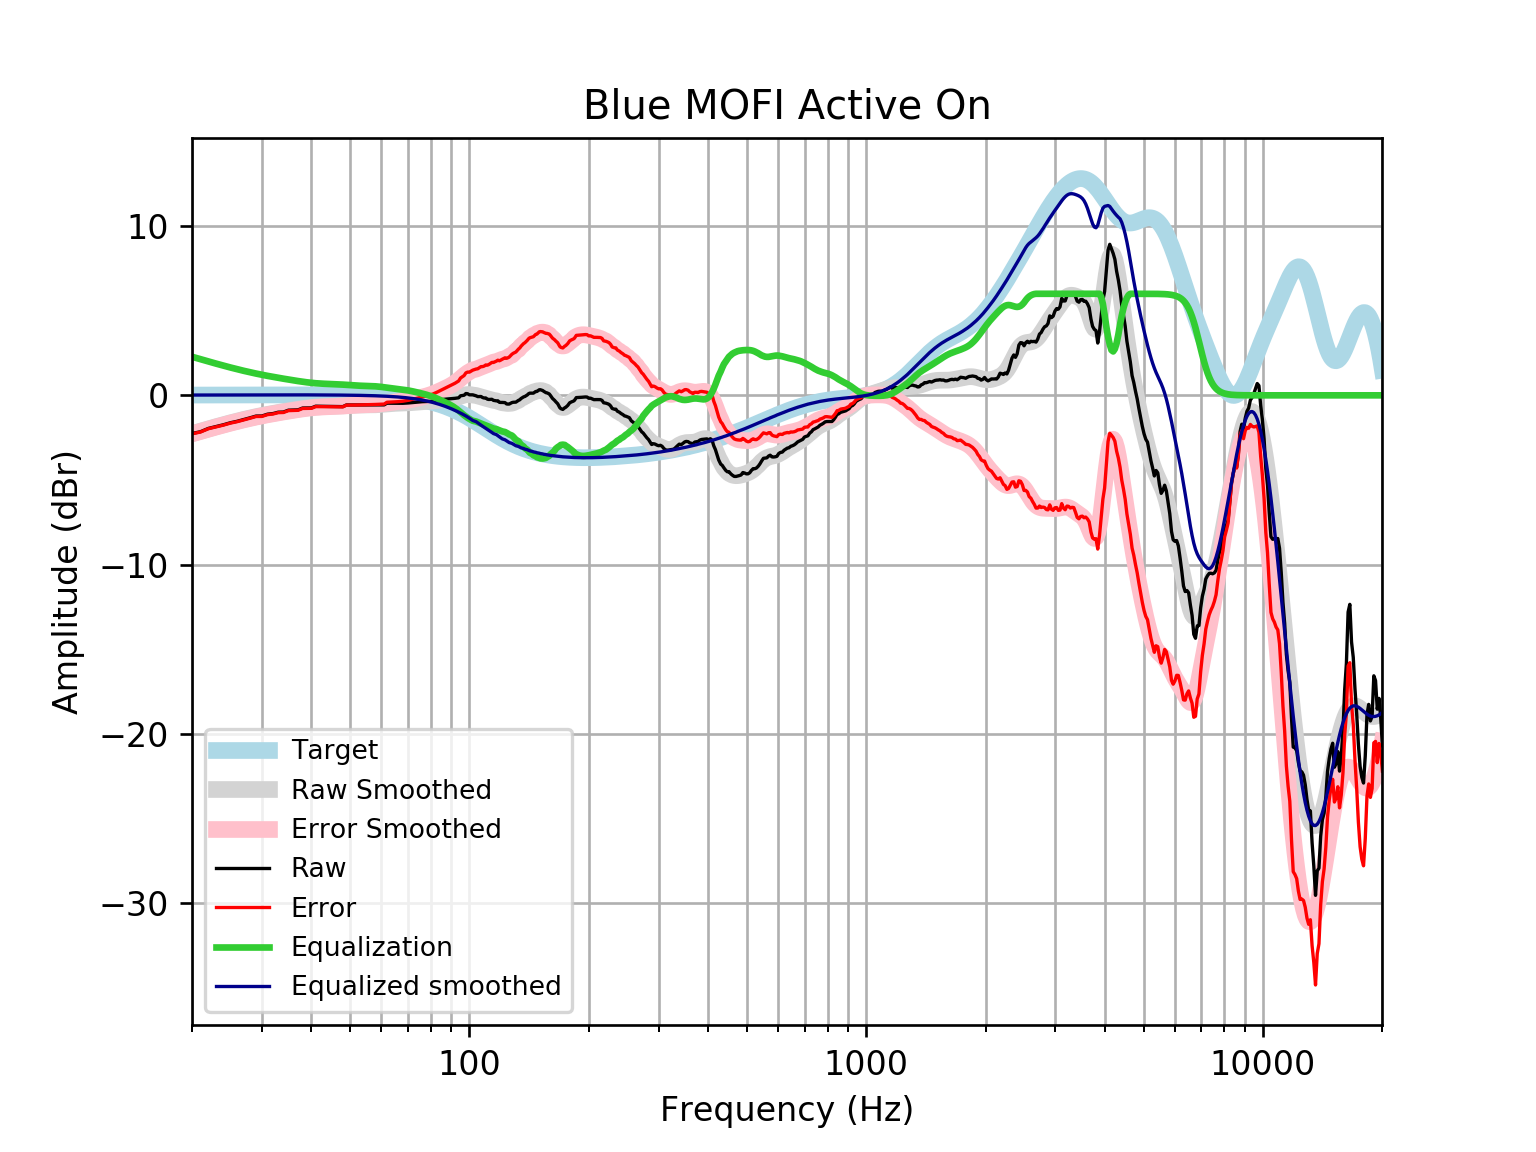 Blue MOFI Active On
Amplitude (dBr)
10
0
−10
−20
−30
Target
Raw Smoothed
Error Smoothed
Raw
Error
Equalization
Equalized smoothed
100
1000
10000
Frequency (Hz)